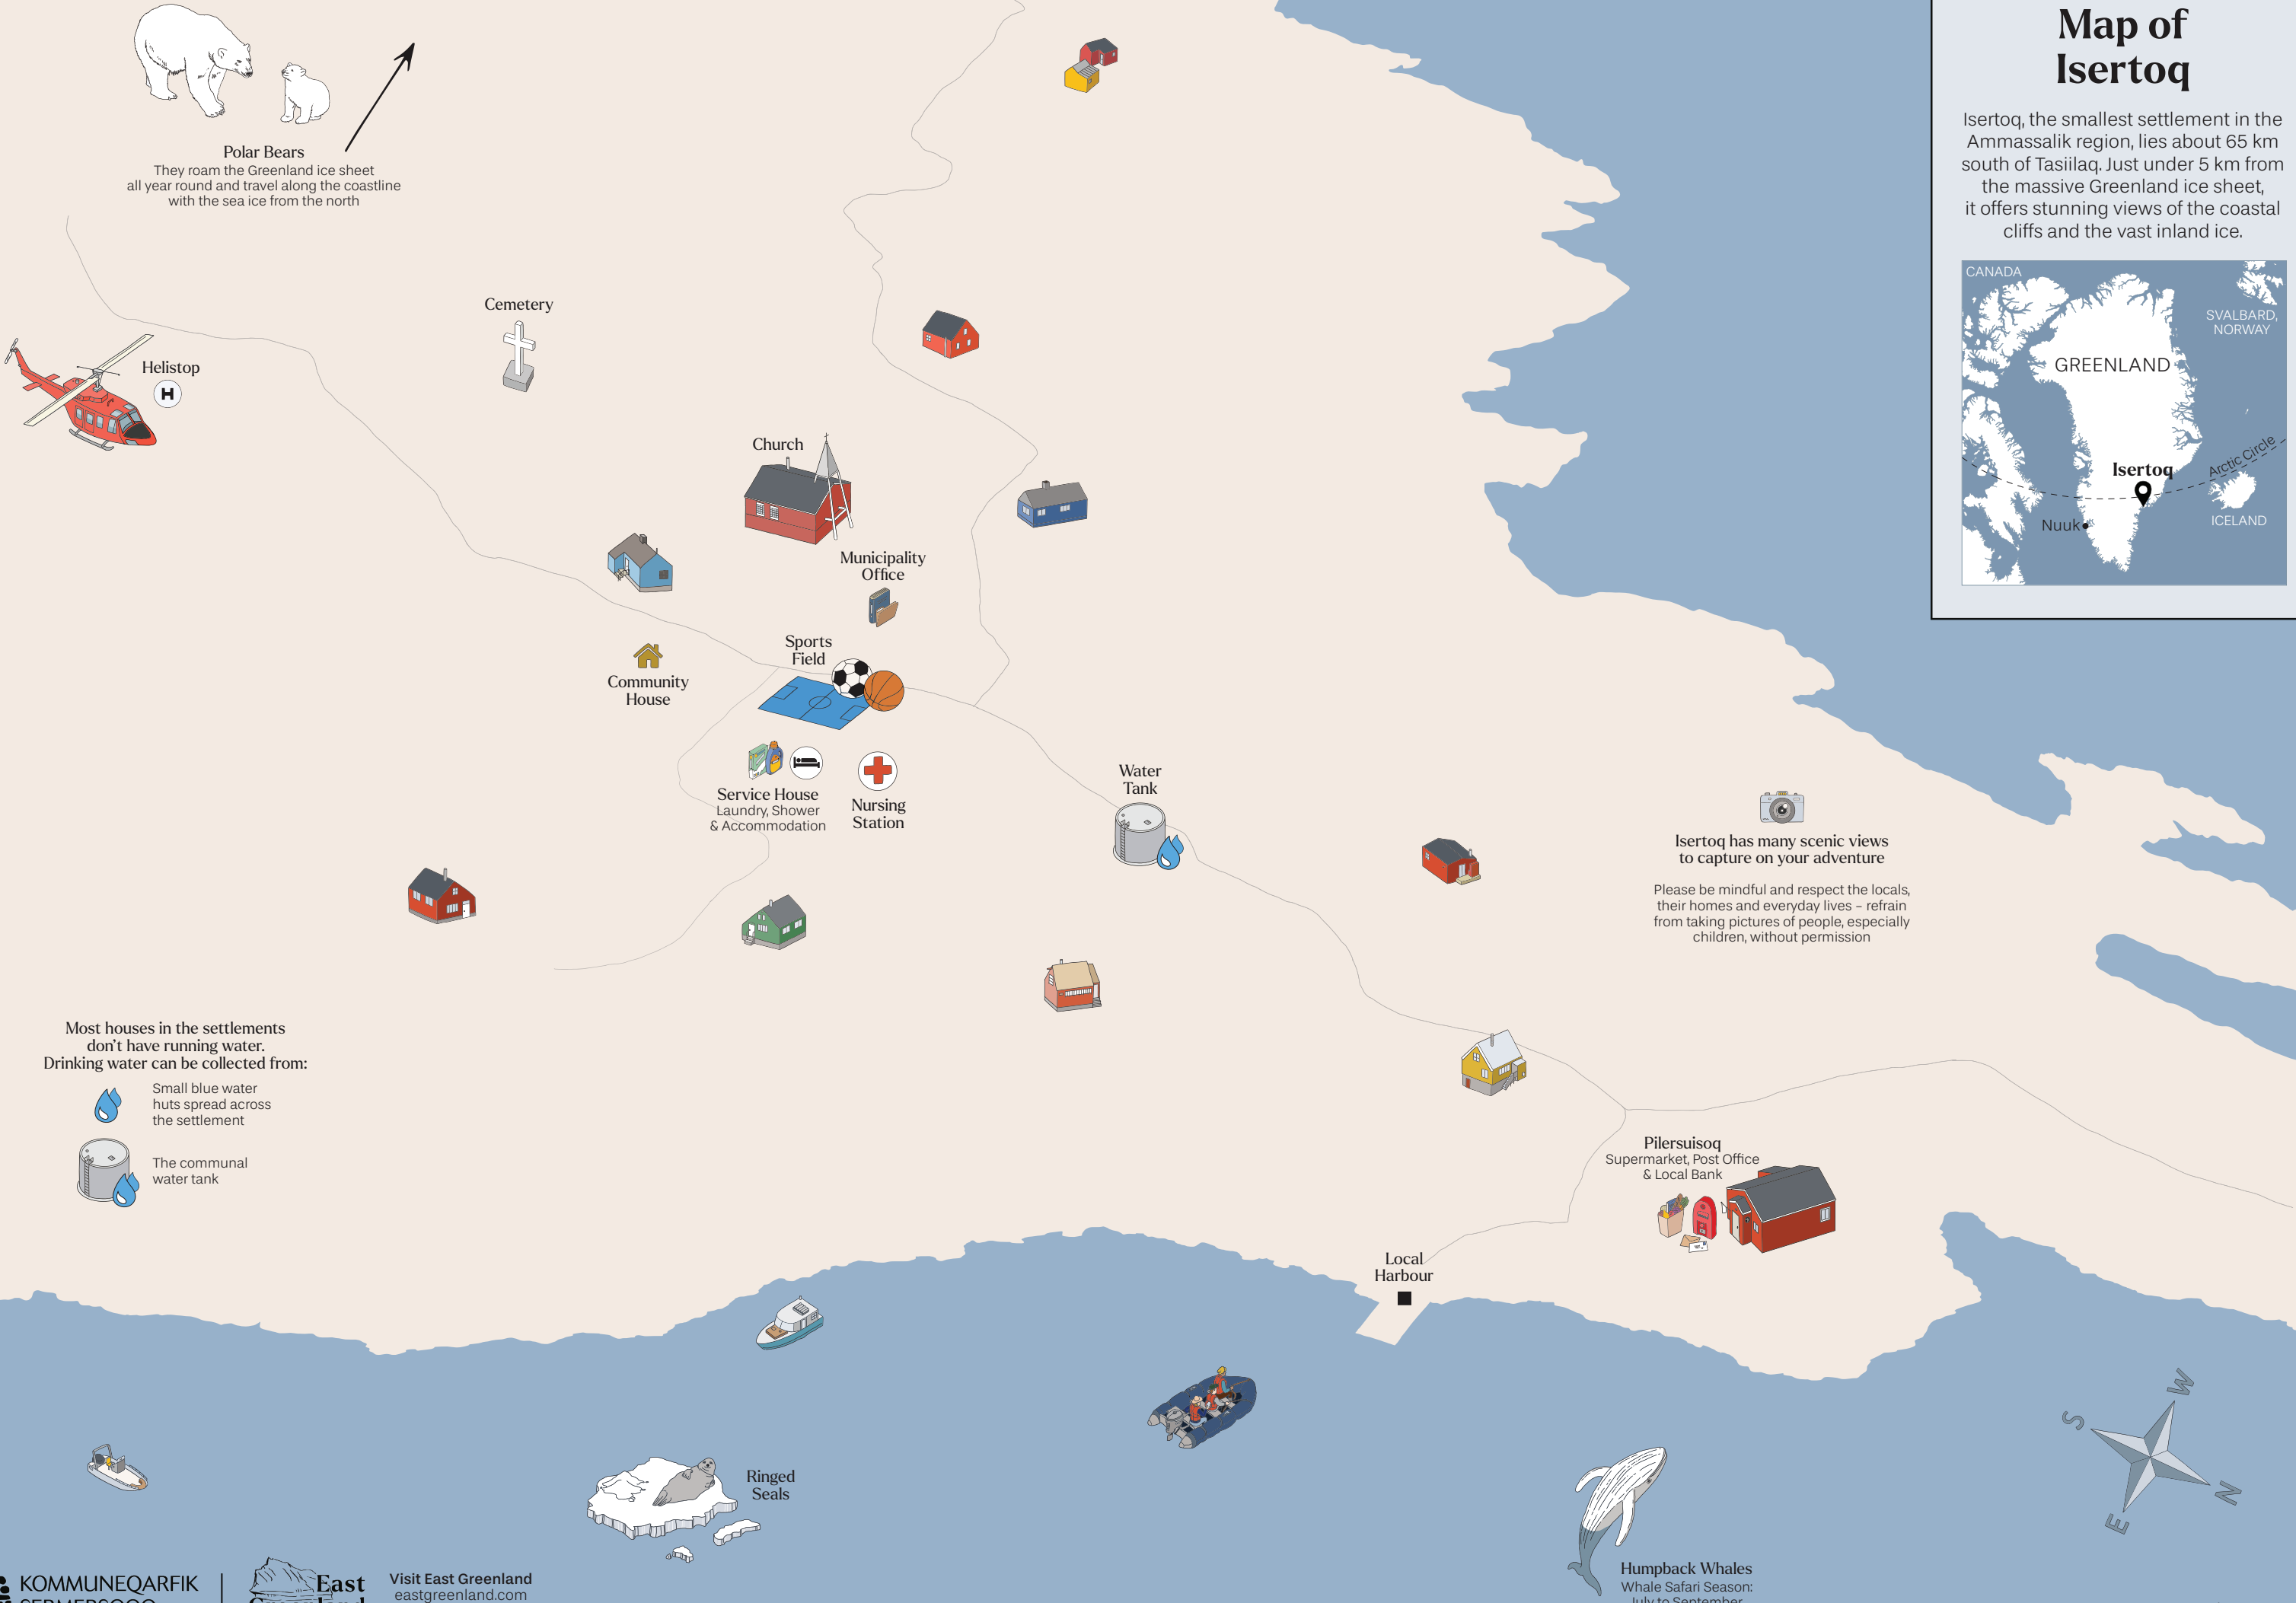 Map of
Isertoq
Isertoq, the smallest settlement in the
Ammassalik region, lies about 65 km
south of Tasiilaq. Just under 5 km from
the massive Greenland ice sheet,
it offers stunning views of the coastal
cliffs and the vast inland ice.
CANADA
SVALBARD,
NORWAY
GREENLAND
Arctic Circle
Isertoq
Nuuk
ICELAND
Polar Bears
They roam the Greenland ice sheet
all year round and travel along the coastline
with the sea ice from the north
Cemetery
Helistop
H
Church
Municipality
Office
Sports
Field
Community
House
Service House
Laundry, Shower
& Accommodation
Nursing
Station
Water
Tank
Isertoq has many scenic views
to capture on your adventure
Please be mindful and respect the locals,
their homes and everyday lives – refrain
from taking pictures of people, especially
children, without permission
Most houses in the settlements
don't have running water.
Drinking water can be collected from:
Small blue water
huts spread across
the settlement
The communal
water tank
Pilersuisoq
Supermarket, Post Office
& Local Bank
Local
Harbour
W
S
N
E
Ringed
Seals
Humpback Whales
Whale Safari Season:
July to September
KOMMUNEQARFIK
SERMERSOOQ
East
Greenland
Visit East Greenland
eastgreenland.com